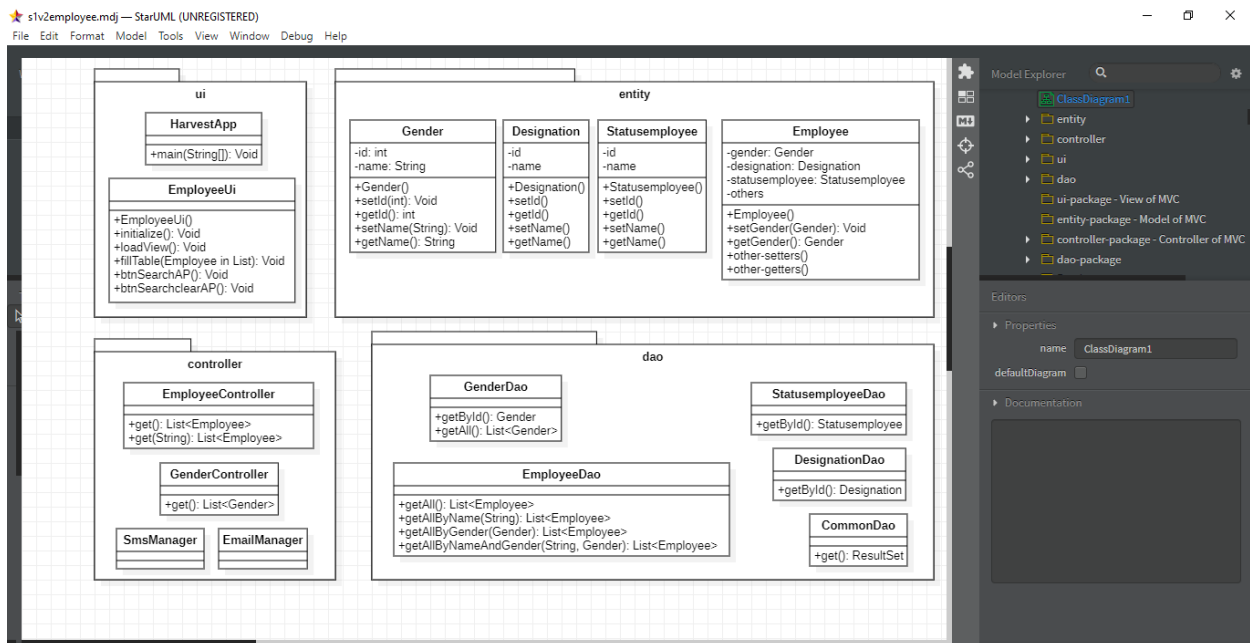 s1v2employee.mdj — StarUML (UNREGISTERED)
File Edit Format Model Tools View Window Debug Help
ui
HarvestApp
+main(String[]): Void
EmployeeUi
+EmployeeUi()
+initialize(): Void
+loadView(): Void
+fillTable(Employee in List): Void
+btnSearchAP(): Void
+btnSearchclearAP(): Void
entity
Gender
-id: int
-name: String
+Gender()
+setId(int): Void
+getId(): int
+setName(String): Void
+getName(): String
Designation
-id
-name
+Designation()
+setId()
+getId()
+setName()
+getName()
Statusemployee
-id
-name
+Statusemployee()
+setId()
+getId()
+setName()
+getName()
Employee
-gender: Gender
-designation: Designation
-statusemployee: Statusemployee
-others
+Employee()
+setGender(Gender): Void
+getGender(): Gender
+other-setters()
+other-getters()
controller
EmployeeController
+get(): List<Employee>
+get(String): List<Employee>
GenderController
+get(): List<Gender>
SmsManager
EmailManager
dao
GenderDao
+getById(): Gender
+getAll(): List<Gender>
EmployeeDao
+getAll(): List<Employee>
+getAllByName(String): List<Employee>
+getAllByGender(Gender): List<Employee>
+getAllByNameAndGender(String, Gender): List<Employee>
StatusemployeeDao
+getById(): Statusemployee
DesignationDao
+getById(): Designation
CommonDao
+get(): ResultSet
M+
Model Explorer
ClassDiagram1
entity
controller
ui
dao
ui-package - View of MVC
entity-package - Model of MVC
controller-package - Controller of MVC
dao-package
Editors
Properties
name ClassDiagram1
defaultDiagram
Documentation